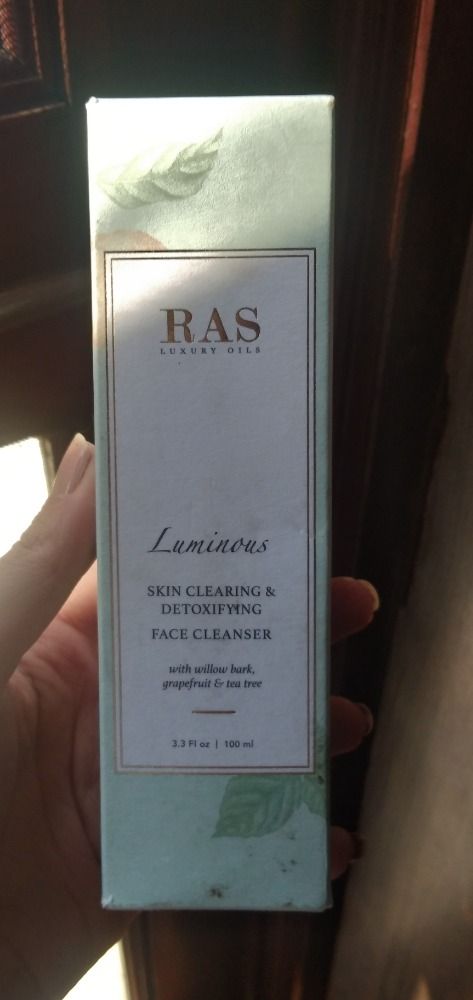 RAS
LUXURY OILS
Luminous
SKIN CLEARING &
DETOXIFYING
FACE CLEANSER
with willow bark,
grapefruit & tea tree
3.3 Fl oz | 100 ml